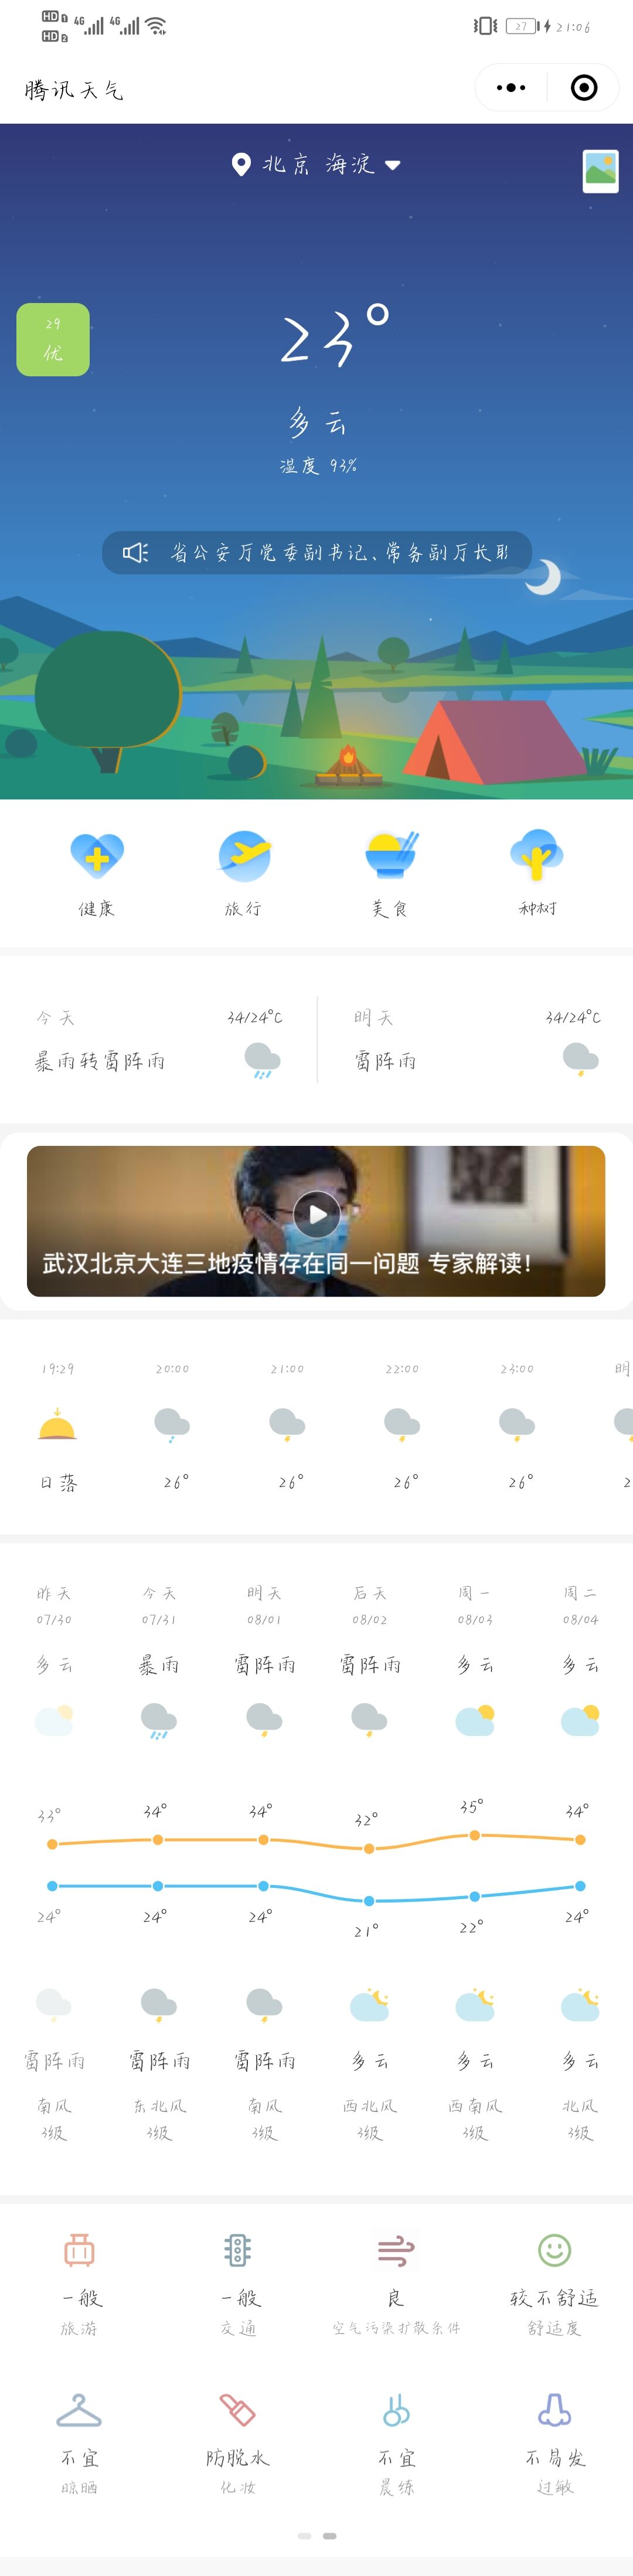 HD 1 4G 4G
HD 2
27 21:06
腾讯天气
北京 海淀
29
优
23°
多云
湿度 93%
省公安厅党委副书记、常务副厅长耶
健康 旅行 美食 种树
今天 34/24°C 明天 34/24°C
暴雨转雷阵雨 雷阵雨
武汉北京大连三地疫情存在同一问题 专家解读!
19:29 20:00 21:00 22:00 23:00 明
日落 26° 26° 26° 26° 2
昨天 今天 明天 后天 周一 周二
07/30 07/31 08/01 08/02 08/03 08/04
多云 暴雨 雷阵雨 雷阵雨 多云 多云
33° 34° 34° 32° 35° 34°
24° 24° 24° 21° 22° 24°
雷阵雨 雷阵雨 雷阵雨 多云 多云 多云
南风 东北风 南风 西北风 西南风 北风
3级 3级 3级 3级 3级 3级
一般 一般 良 较不舒适
旅游 交通 空气污染扩散条件 舒适度
不宜 防脱水 不宜 不易发
晾晒 化妆 晨练 过敏